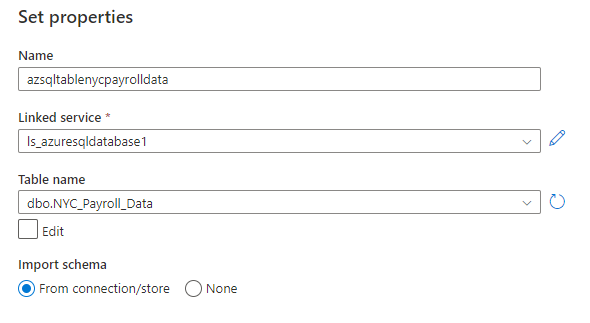 Set properties
Name
azsqltablenycpayrolldata
Linked service *
ls_azuresqldatabase1
Table name
dbo.NYC_Payroll_Data
Edit
Import schema
From connection/store None